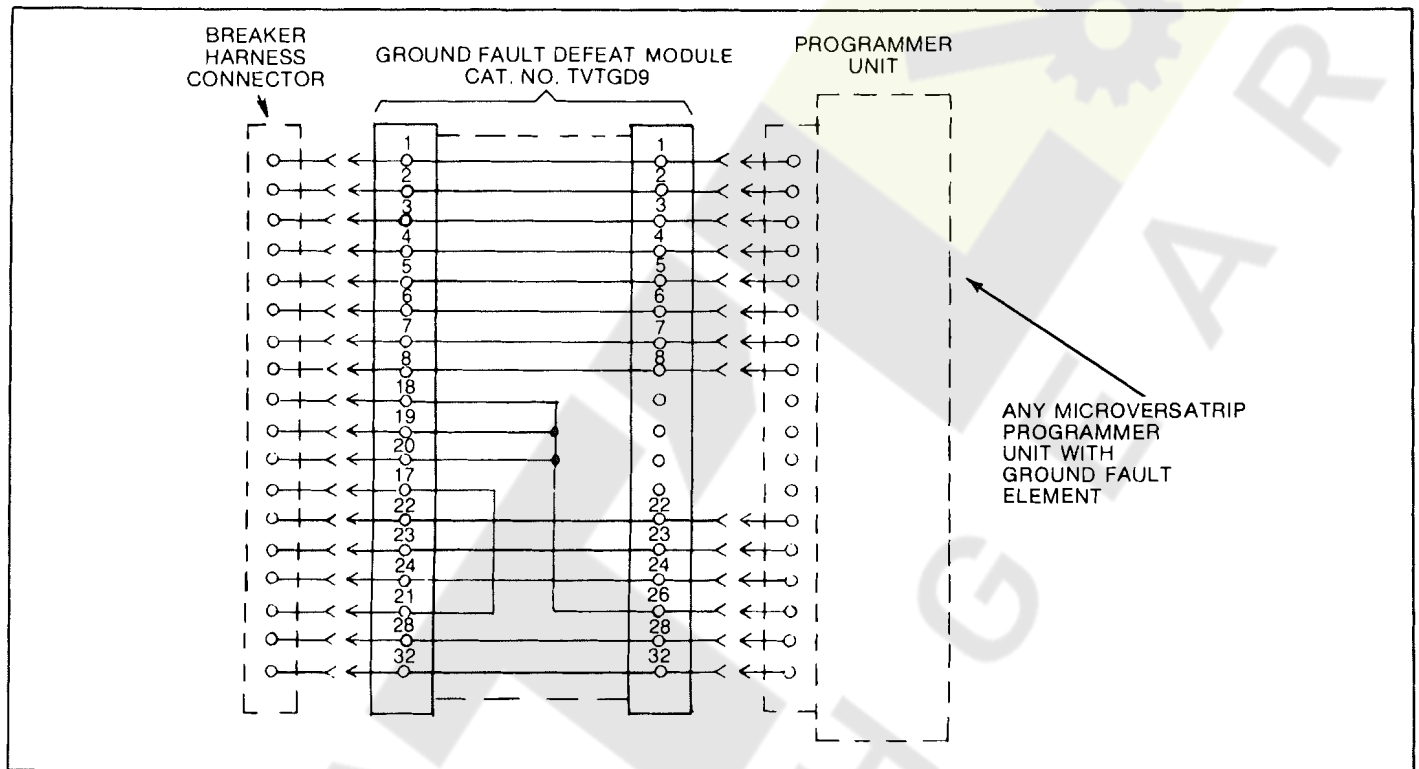 BREAKER
HARNESS
CONNECTOR
GROUND FAULT DEFEAT MODULE
CAT. NO. TVTGD9
PROGRAMMER
UNIT
1 1
2 2
3 3
4 4
5 5
6 6
7 7
8 8
18
19
20
17
22 22
23 23
24 24
21 26
28 28
32 32
ANY MICROVERSATRIP
PROGRAMMER
UNIT WITH
GROUND FAULT
ELEMENT